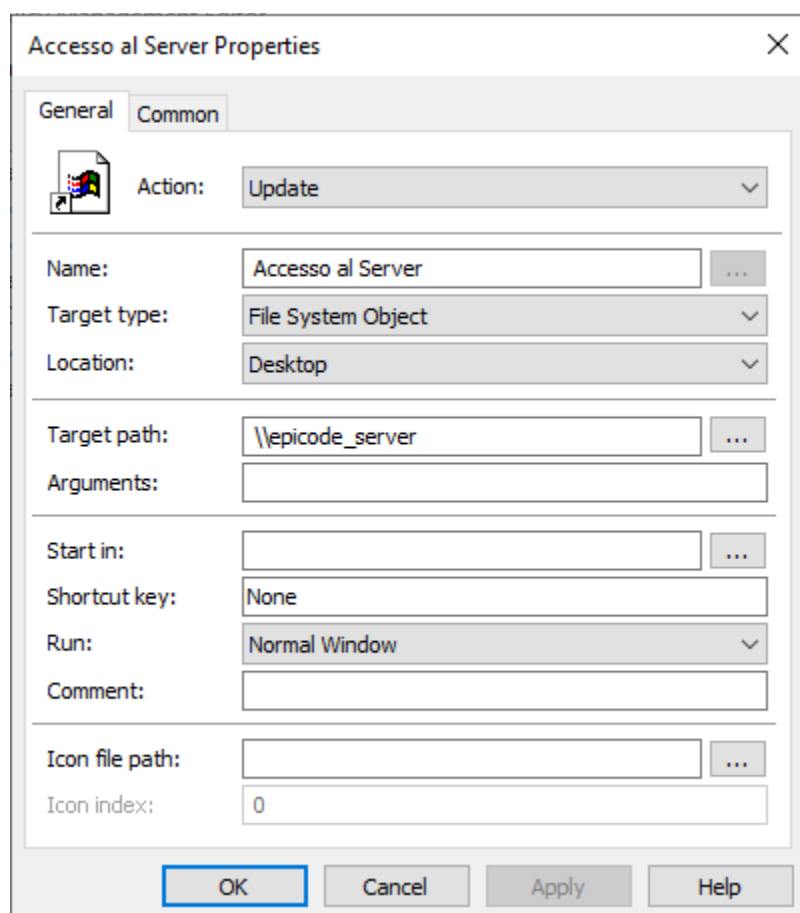 Accesso al Server Properties
General Common
Action: Update
Name: Accesso al Server ...
Target type: File System Object
Location: Desktop
Target path: \\epicode_server ...
Arguments:
Start in: ...
Shortcut key: None
Run: Normal Window
Comment:
Icon file path: ...
Icon index: 0
OK Cancel Apply Help